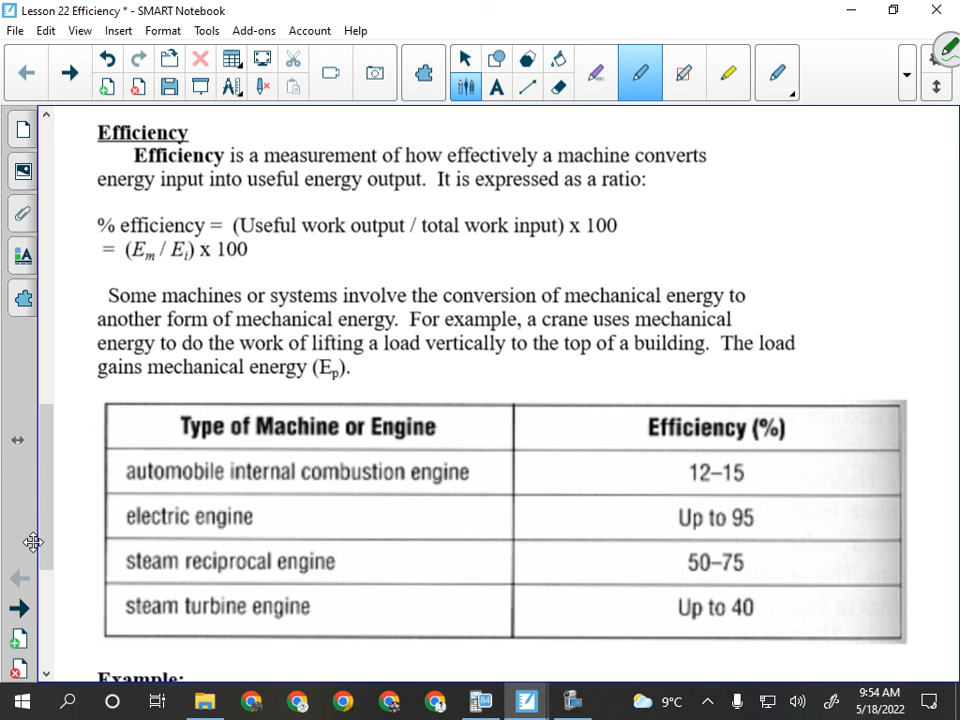 Lesson 22 Efficiency * - SMART Notebook
File Edit View Insert Format Tools Add-ons Account Help
Efficiency
Efficiency is a measurement of how effectively a machine converts
energy input into useful energy output. It is expressed as a ratio:
% efficiency = (Useful work output / total work input) x 100
= (Em / Ei) x 100
Some machines or systems involve the conversion of mechanical energy to
another form of mechanical energy. For example, a crane uses mechanical
energy to do the work of lifting a load vertically to the top of a building. The load
gains mechanical energy (Ep).
Type of Machine or Engine Efficiency (%)
automobile internal combustion engine 12–15
electric engine Up to 95
steam reciprocal engine 50–75
steam turbine engine Up to 40
Example:
9°C
9:54 AM
5/18/2022